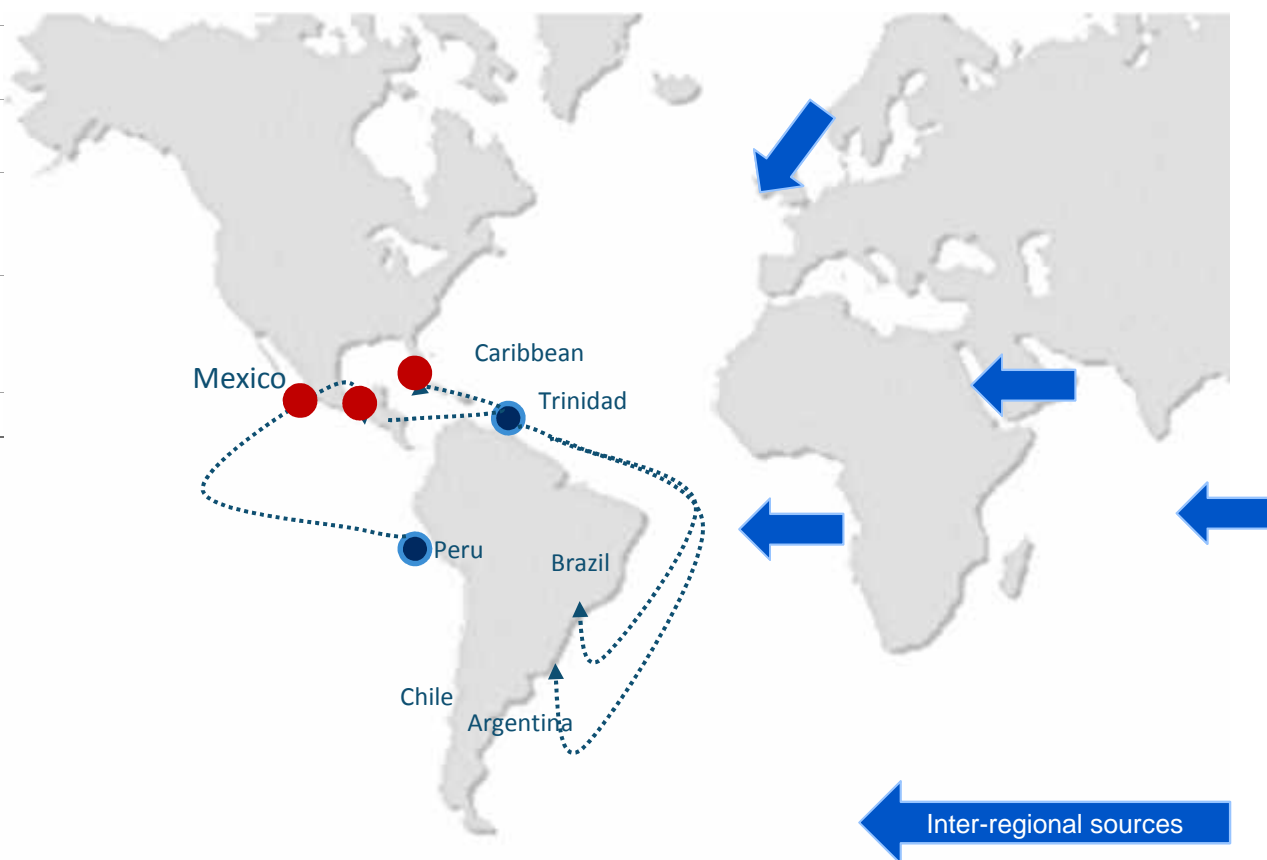 Caribbean
Mexico
Trinidad
Peru
Brazil
Chile
Argentina
Inter-regional sources